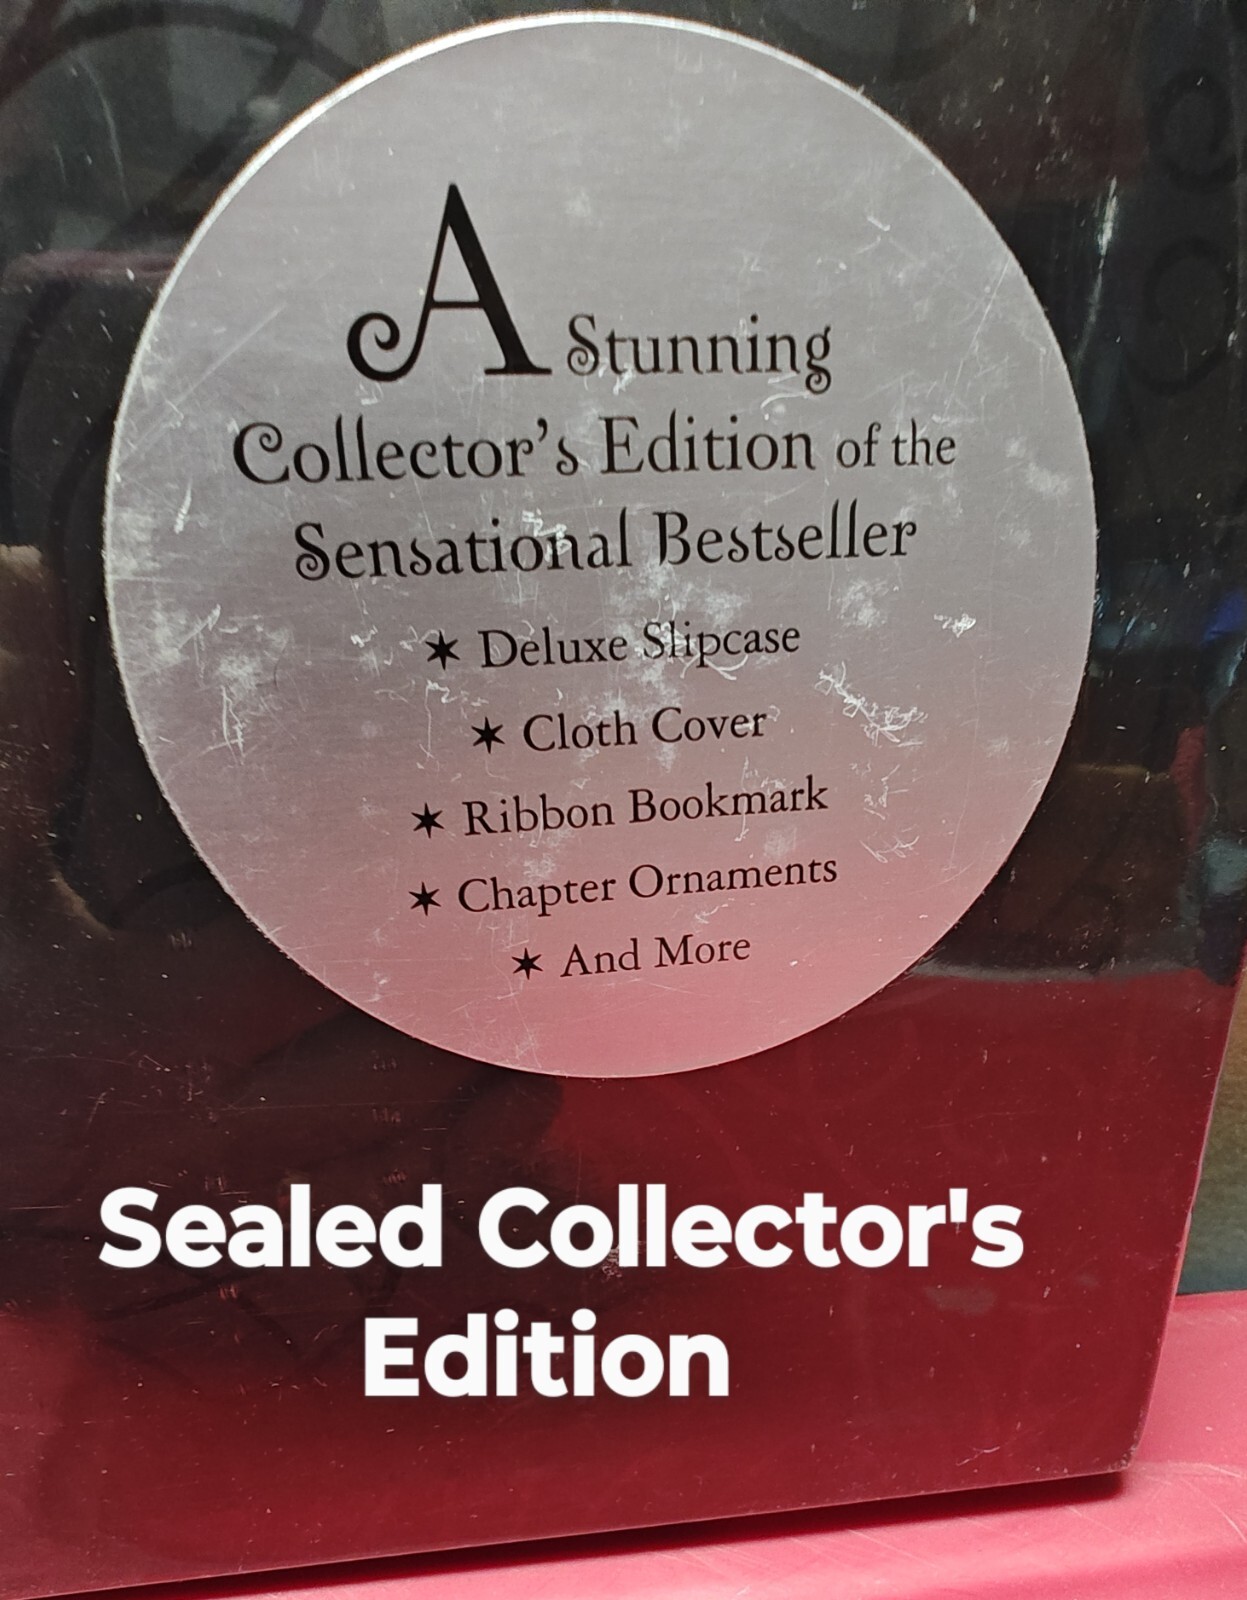 A Stunning
Collector's Edition of the
Sensational Bestseller
✶ Deluxe Slipcase
✶ Cloth Cover
✶ Ribbon Bookmark
✶ Chapter Ornaments
✶ And More
Sealed Collector's
Edition